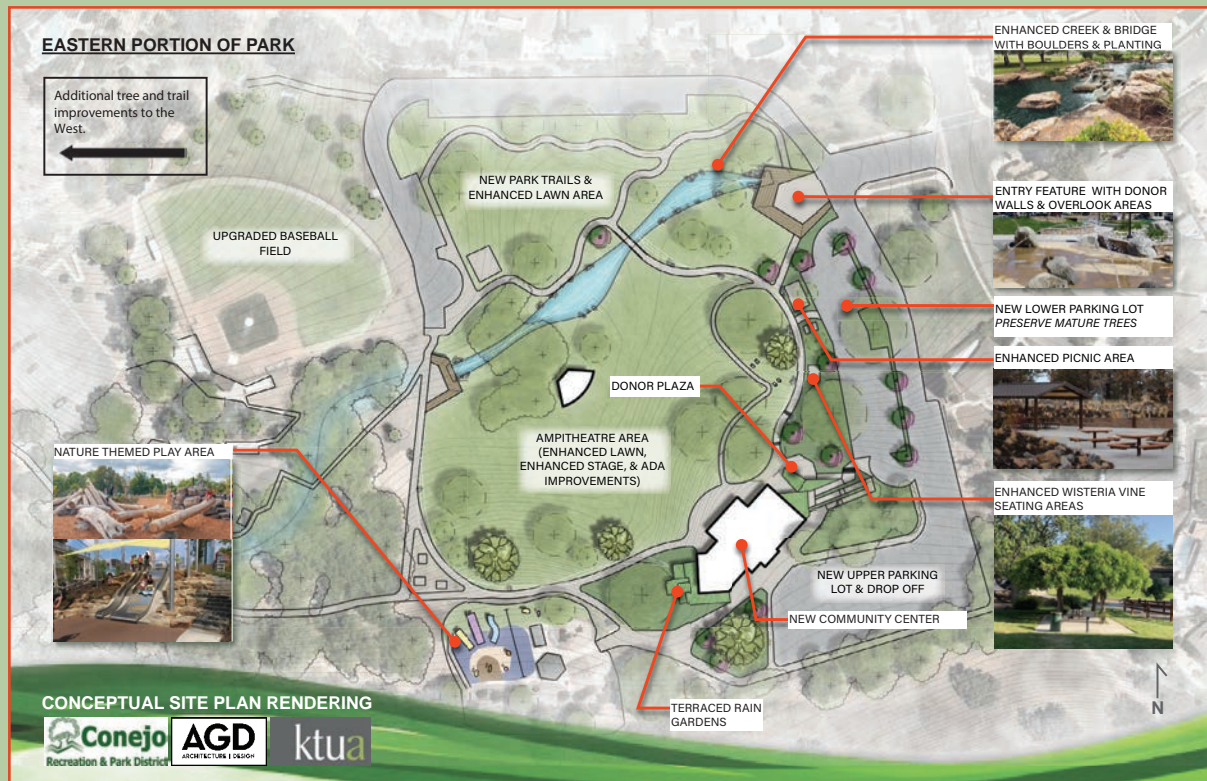 EASTERN PORTION OF PARK
Additional tree and trail
improvements to the
West.
ENHANCED CREEK & BRIDGE
WITH BOULDERS & PLANTING
NEW PARK TRAILS &
ENHANCED LAWN AREA
ENTRY FEATURE WITH DONOR
WALLS & OVERLOOK AREAS
UPGRADED BASEBALL
FIELD
NEW LOWER PARKING LOT
PRESERVE MATURE TREES
ENHANCED PICNIC AREA
DONOR PLAZA
AMPITHEATRE AREA
(ENHANCED LAWN,
ENHANCED STAGE, & ADA
IMPROVEMENTS)
NATURE THEMED PLAY AREA
ENHANCED WISTERIA VINE
SEATING AREAS
NEW UPPER PARKING
LOT & DROP OFF
NEW COMMUNITY CENTER
TERRACED RAIN
GARDENS
N
CONCEPTUAL SITE PLAN RENDERING
Conejo
Recreation & Park District
AGD
ARCHITECTURE | DESIGN
ktua